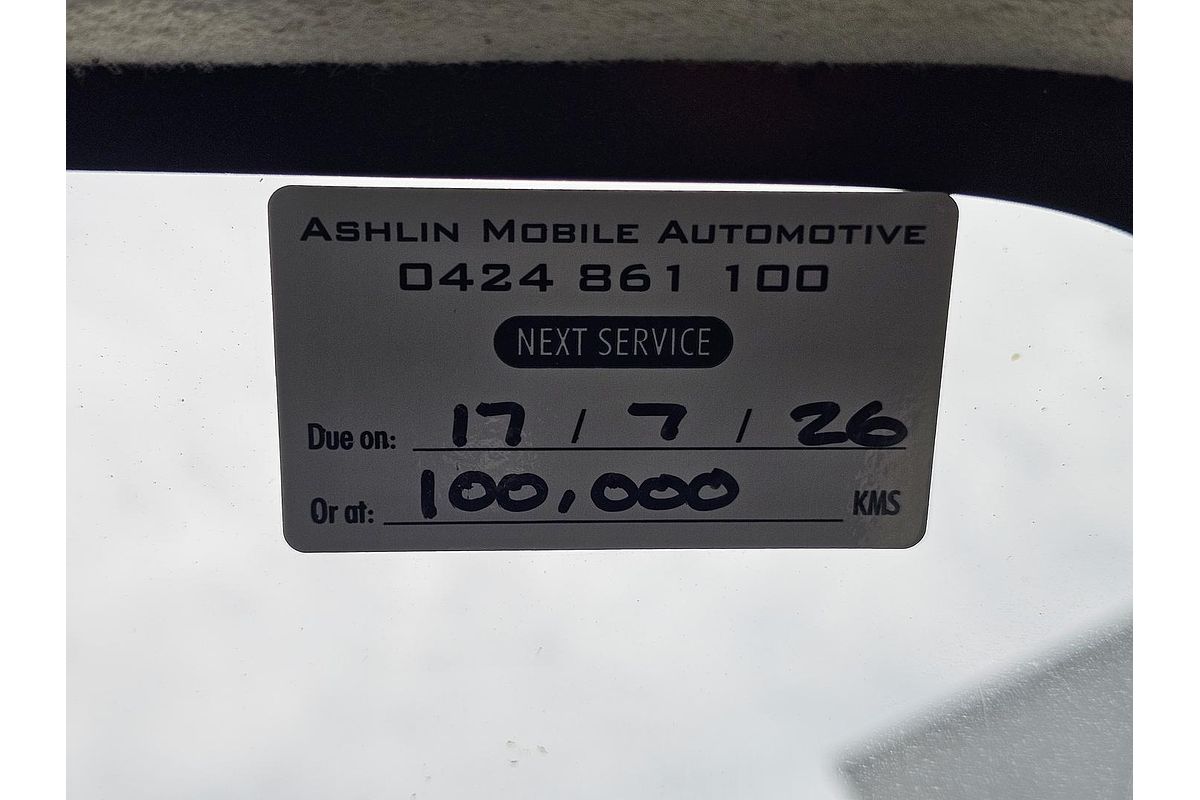 ASHLIN MOBILE AUTOMOTIVE
0424 861 100
NEXT SERVICE
Due on: 17 / 7 / 26
Or at: 100,000 KMS